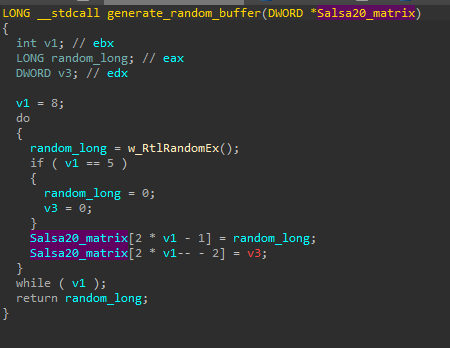 LONG __stdcall generate_random_buffer(DWORD *Salsa20_matrix)
{
int v1; // ebx
LONG random_long; // eax
DWORD v3; // edx
v1 = 8;
do
{
random_long = w_RtlRandomEx();
if ( v1 == 5 )
{
random_long = 0;
v3 = 0;
}
Salsa20_matrix[2 * v1 - 1] = random_long;
Salsa20_matrix[2 * v1-- - 2] = v3;
}
while ( v1 );
return random_long;
}